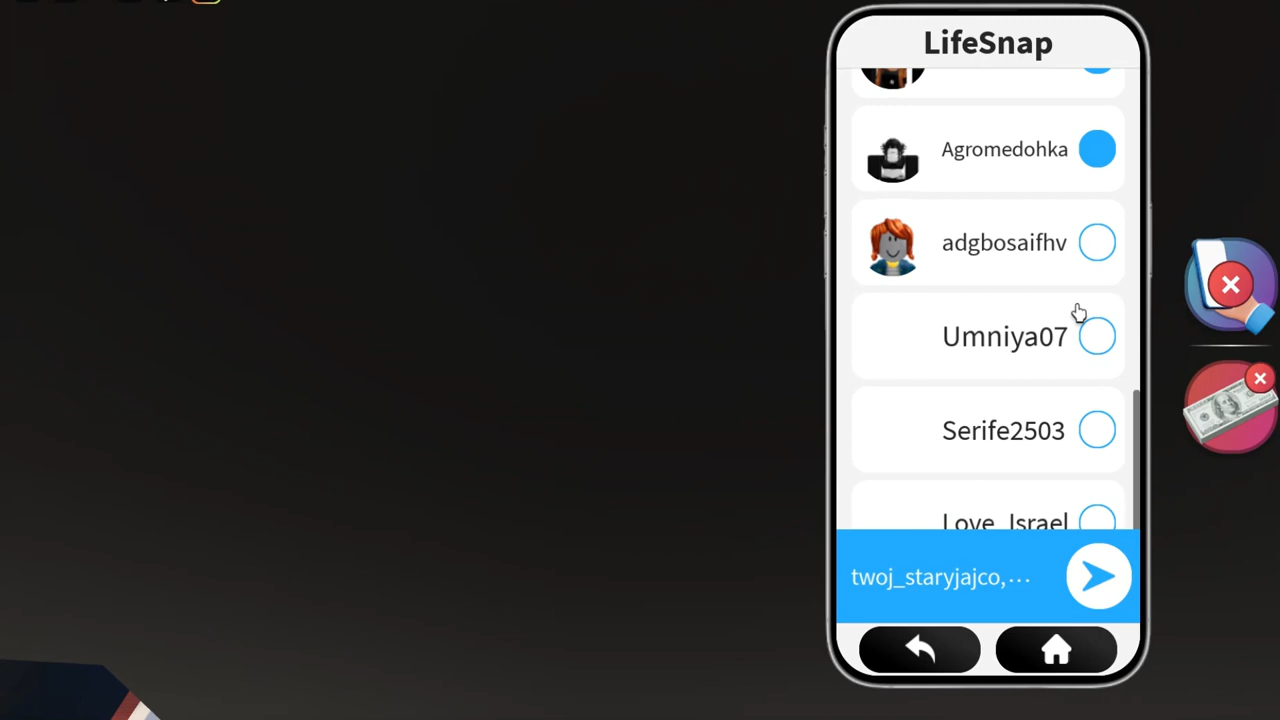 LifeSnap
Agromedohka
adgbosaifhv
Umniya07
Serife2503
Love_Israel
twoj_staryjajco,...